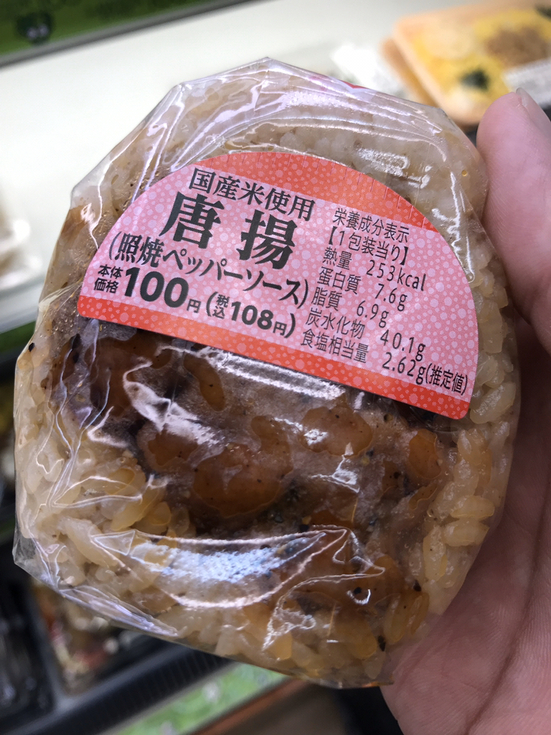 国産米使用
唐揚
(照焼ペッパーソース)
本体価格100円(税込108円)
栄養成分表示
【1包装当り】
熱量 253kcal
蛋白質 7.6g
脂質 6.9g
炭水化物 40.1g
食塩相当量 2.62g(推定値)